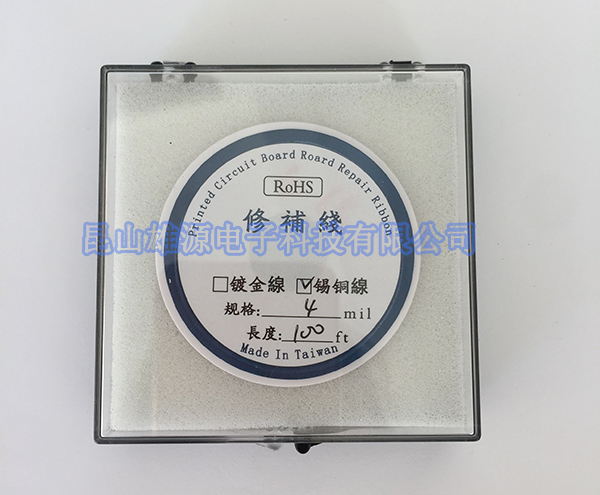 Printed Circuit Board Roard Repair Ribbon
RoHS
修補綫
昆山雄源电子科技有限公司
镀金線 錫铜線
规格: 4 mil
長度: 100 ft
Made In Taiwan